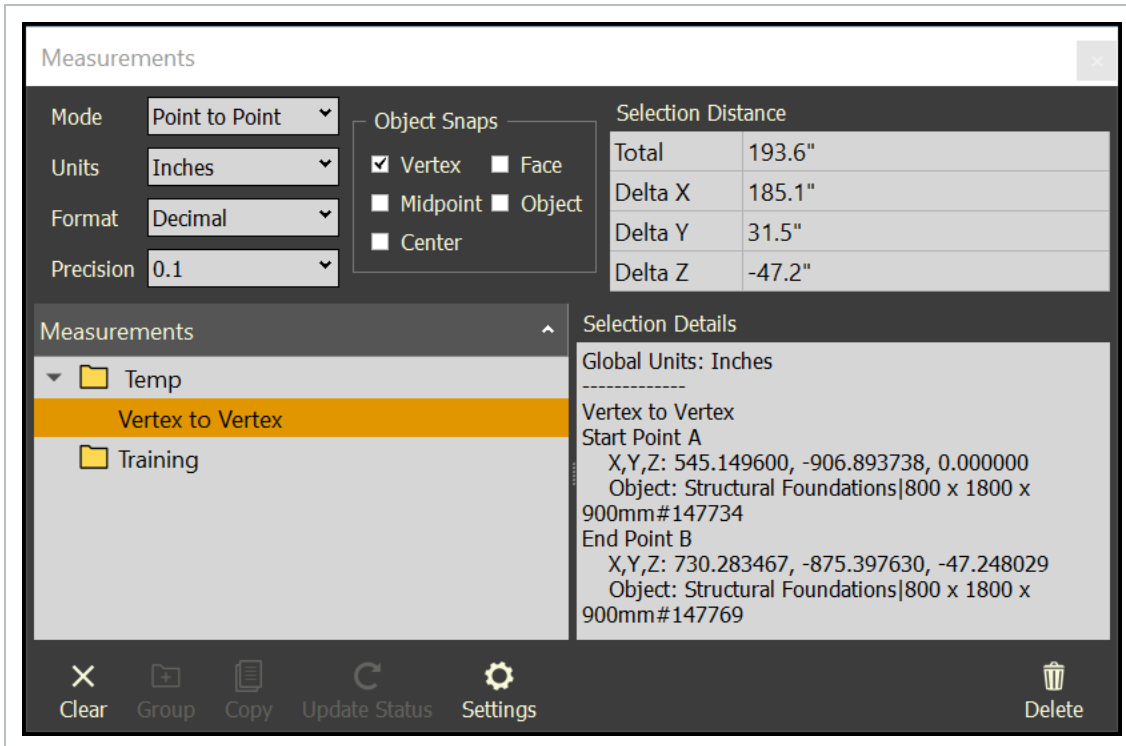 Measurements
Mode Point to Point
Units Inches
Format Decimal
Precision 0.1
Object Snaps
Vertex Face
Midpoint Object
Center
Selection Distance
Total 193.6"
Delta X 185.1"
Delta Y 31.5"
Delta Z -47.2"
Measurements
Temp
Vertex to Vertex
Training
Selection Details
Global Units: Inches
-------------
Vertex to Vertex
Start Point A
X,Y,Z: 545.149600, -906.893738, 0.000000
Object: Structural Foundations|800 x 1800 x
900mm#147734
End Point B
X,Y,Z: 730.283467, -875.397630, -47.248029
Object: Structural Foundations|800 x 1800 x
900mm#147769
Clear Group Copy Update Status Settings Delete